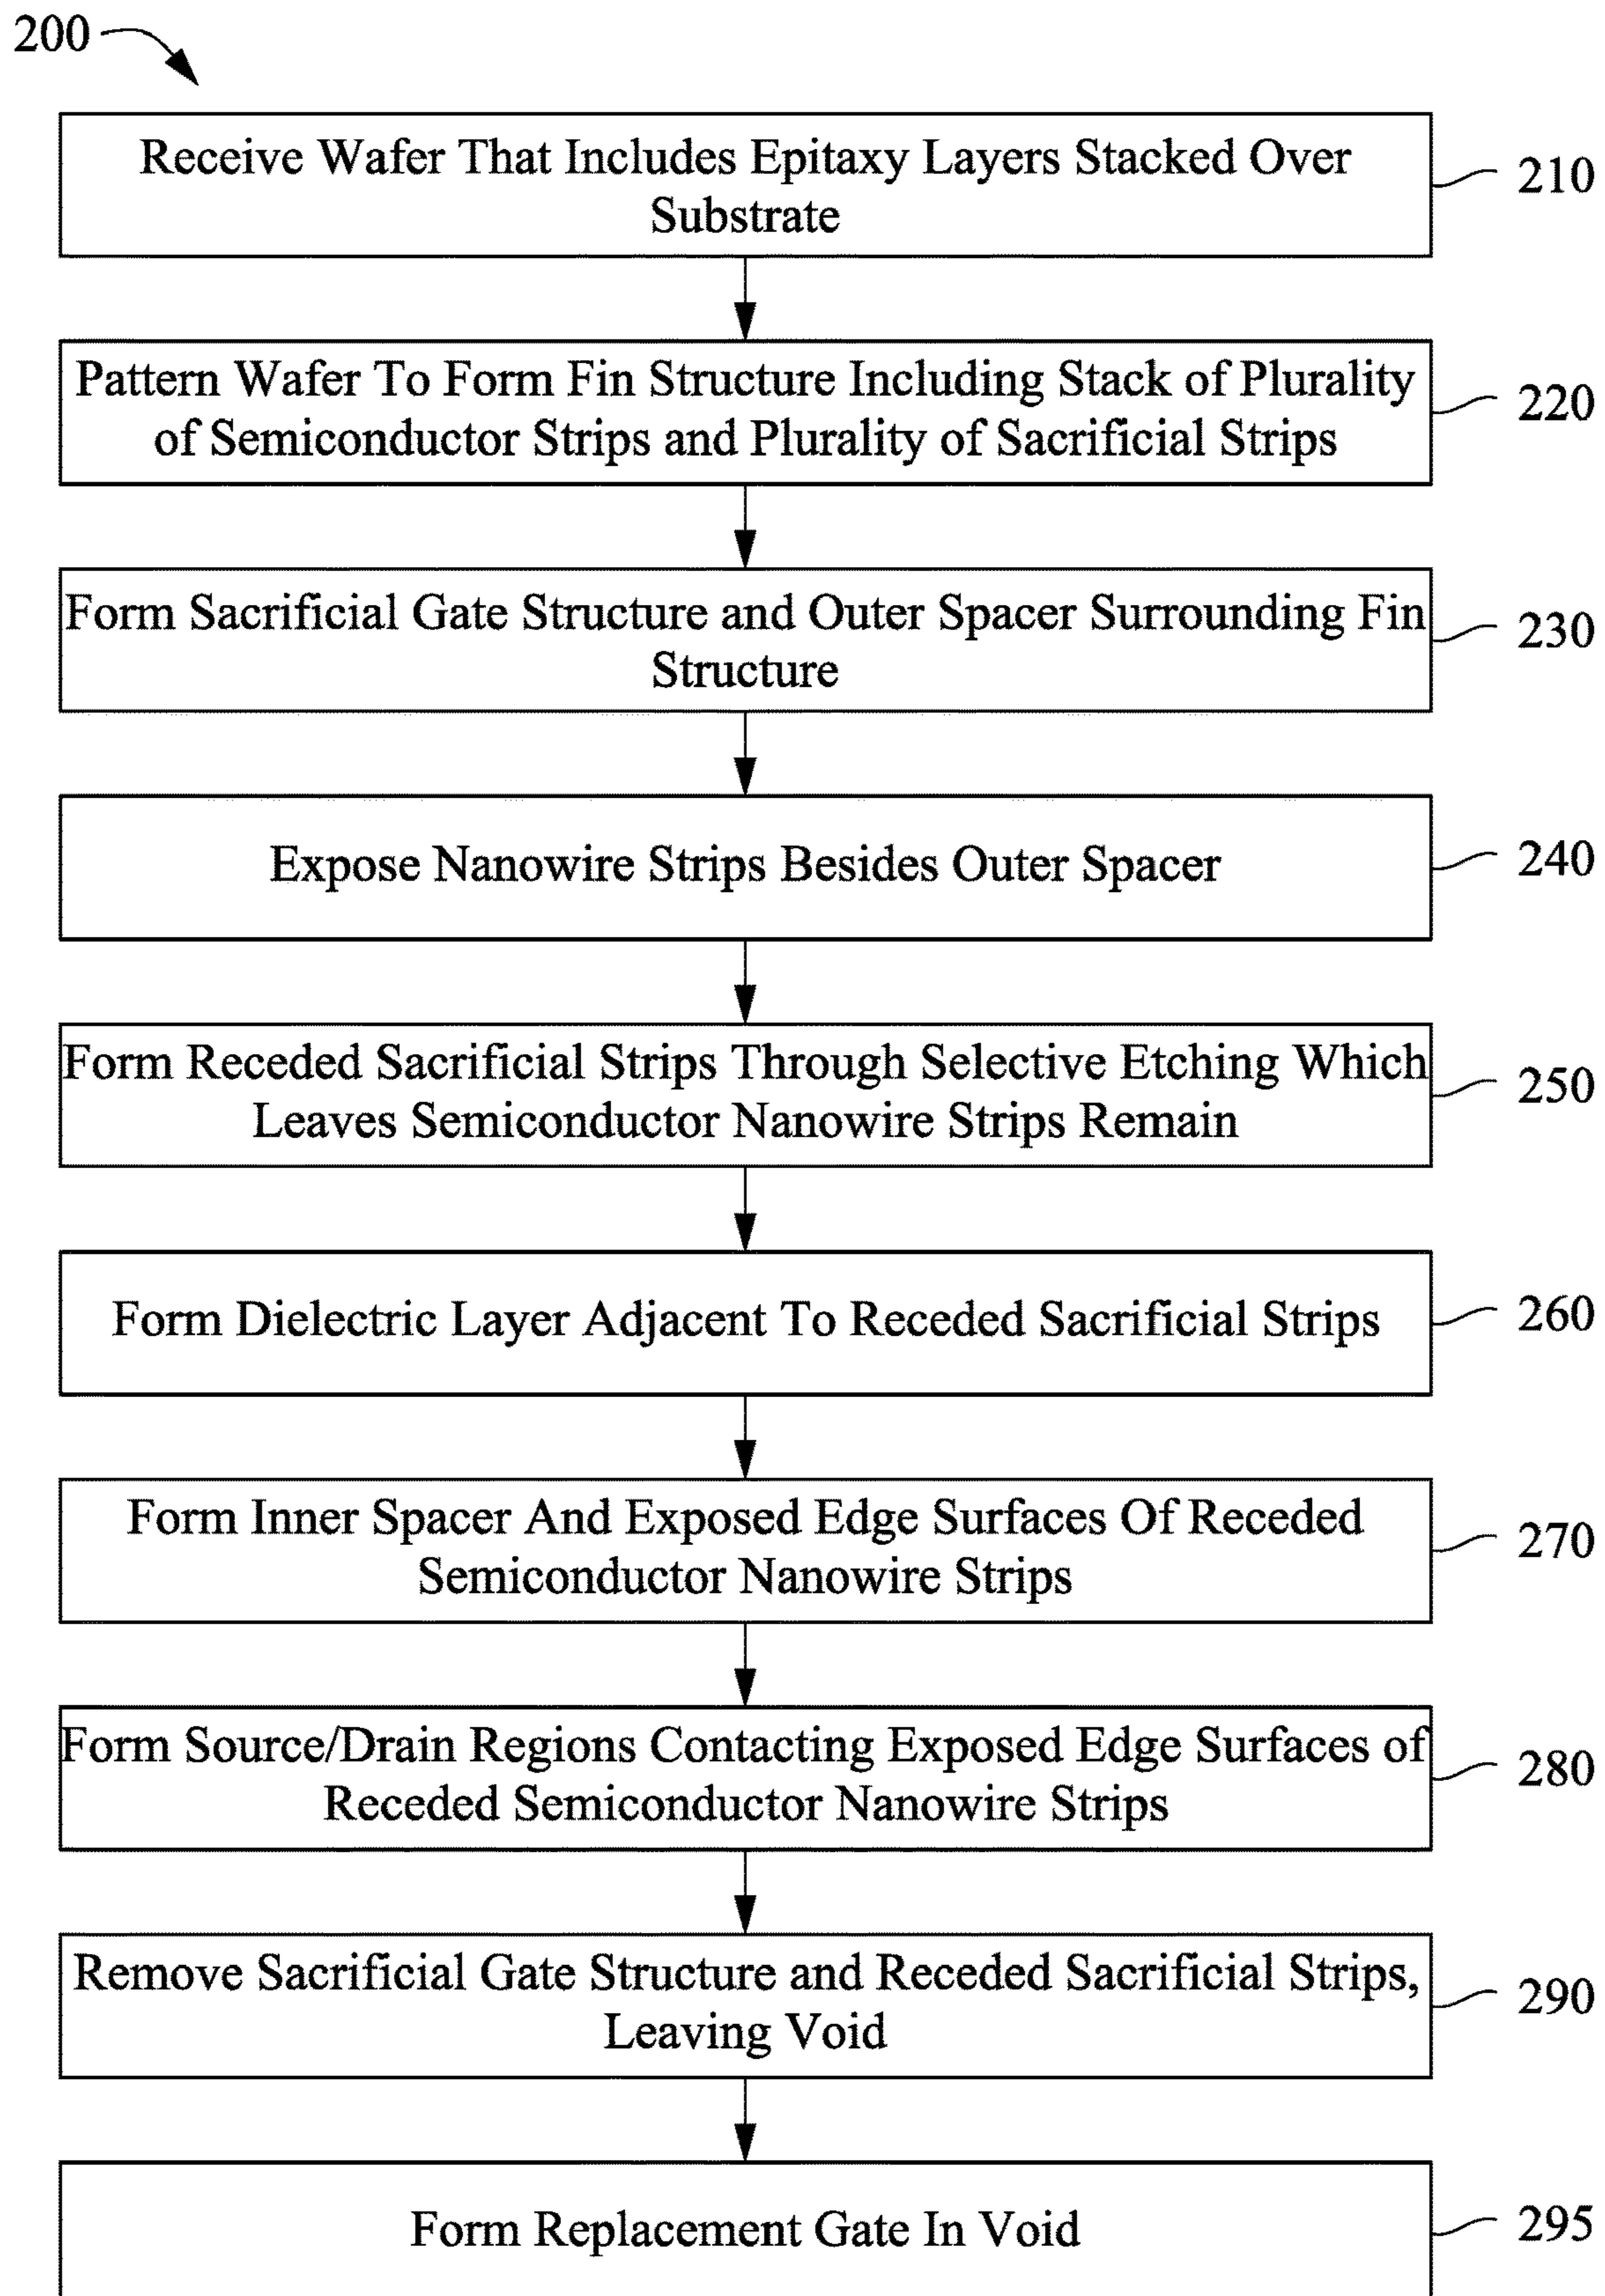 200
Receive Wafer That Includes Epitaxy Layers Stacked Over
Substrate
210
Pattern Wafer To Form Fin Structure Including Stack of Plurality
of Semiconductor Strips and Plurality of Sacrificial Strips
220
Form Sacrificial Gate Structure and Outer Spacer Surrounding Fin
Structure
230
Expose Nanowire Strips Besides Outer Spacer
240
Form Receded Sacrificial Strips Through Selective Etching Which
Leaves Semiconductor Nanowire Strips Remain
250
Form Dielectric Layer Adjacent To Receded Sacrificial Strips
260
Form Inner Spacer And Exposed Edge Surfaces Of Receded
Semiconductor Nanowire Strips
270
Form Source/Drain Regions Contacting Exposed Edge Surfaces of
Receded Semiconductor Nanowire Strips
280
Remove Sacrificial Gate Structure and Receded Sacrificial Strips,
Leaving Void
290
Form Replacement Gate In Void
295